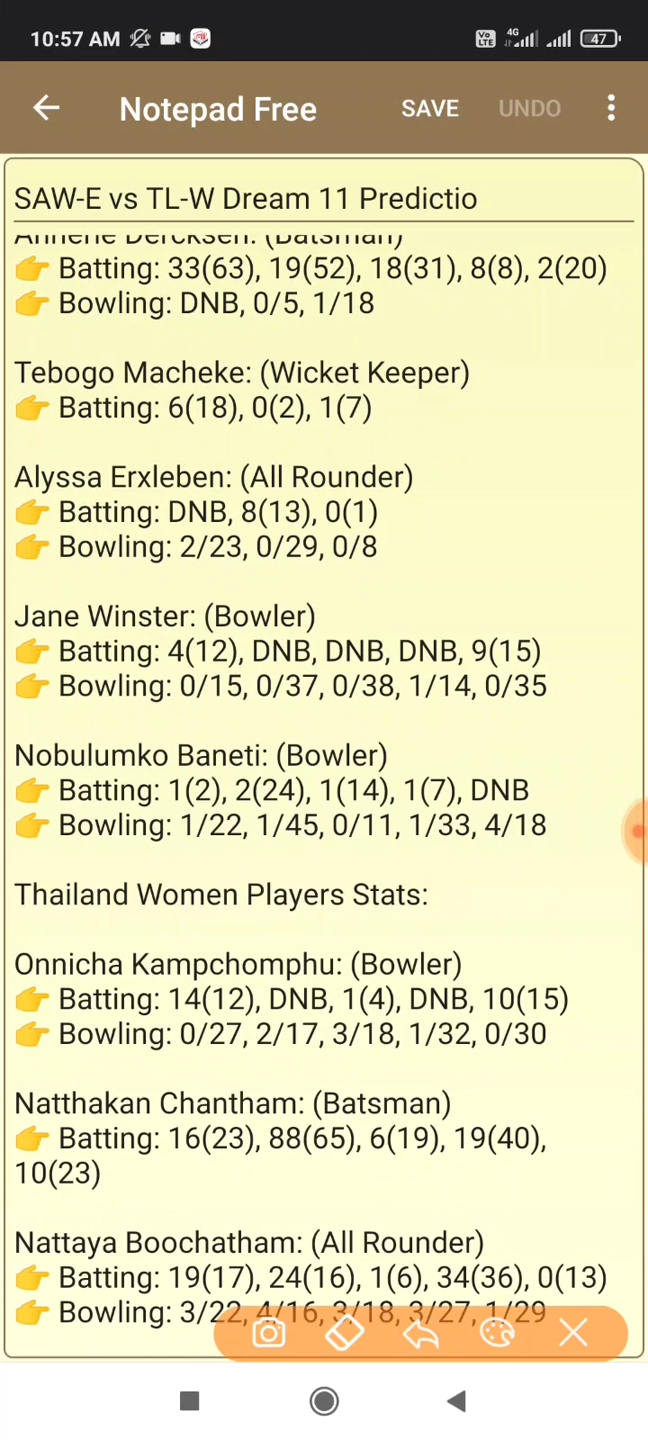 10:57 AM
Vo LTE 4G 47
Notepad Free SAVE UNDO
SAW-E vs TL-W Dream 11 Predictio
Annerie Dercksen: (Batsman)
👉 Batting: 33(63), 19(52), 18(31), 8(8), 2(20)
👉 Bowling: DNB, 0/5, 1/18
Tebogo Macheke: (Wicket Keeper)
👉 Batting: 6(18), 0(2), 1(7)
Alyssa Erxleben: (All Rounder)
👉 Batting: DNB, 8(13), 0(1)
👉 Bowling: 2/23, 0/29, 0/8
Jane Winster: (Bowler)
👉 Batting: 4(12), DNB, DNB, DNB, 9(15)
👉 Bowling: 0/15, 0/37, 0/38, 1/14, 0/35
Nobulumko Baneti: (Bowler)
👉 Batting: 1(2), 2(24), 1(14), 1(7), DNB
👉 Bowling: 1/22, 1/45, 0/11, 1/33, 4/18
Thailand Women Players Stats:
Onnicha Kampchomphu: (Bowler)
👉 Batting: 14(12), DNB, 1(4), DNB, 10(15)
👉 Bowling: 0/27, 2/17, 3/18, 1/32, 0/30
Natthakan Chantham: (Batsman)
👉 Batting: 16(23), 88(65), 6(19), 19(40),
10(23)
Nattaya Boochatham: (All Rounder)
👉 Batting: 19(17), 24(16), 1(6), 34(36), 0(13)
👉 Bowling: 3/22, 4/16, 3/18, 3/27, 1/29